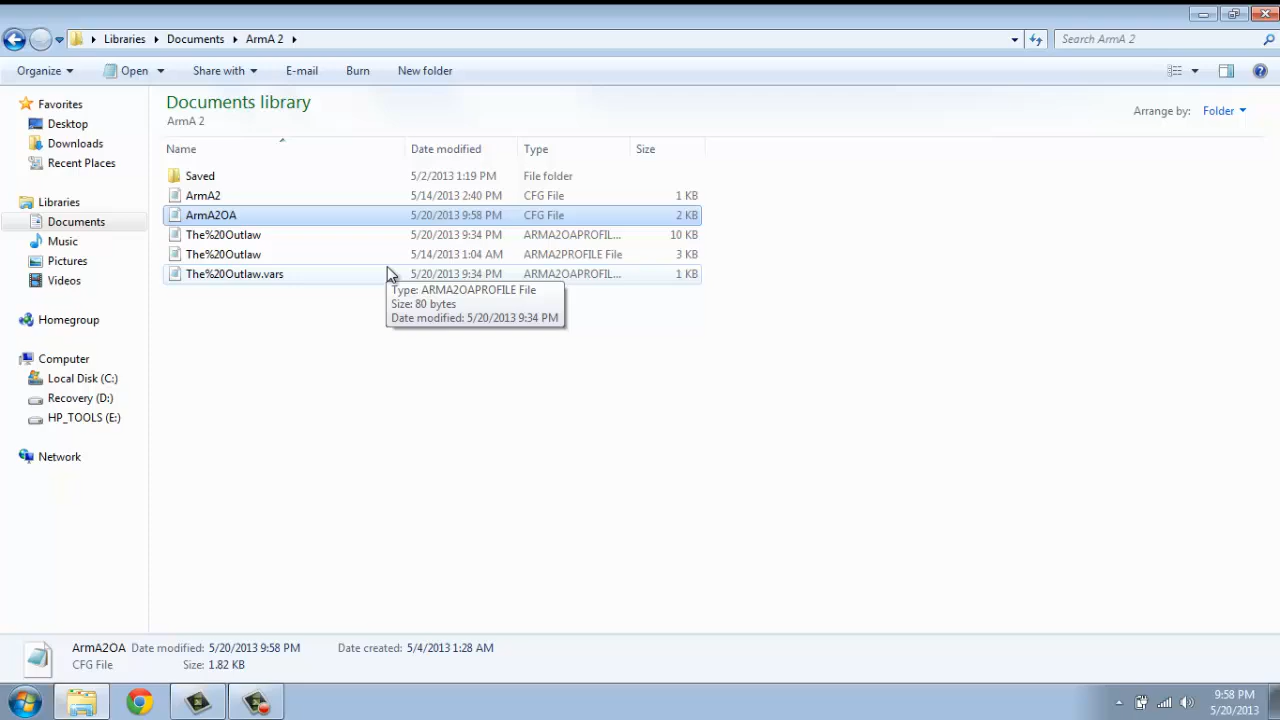 Libraries Documents ArmA 2 Search ArmA 2
Organize Open Share with E-mail Burn New folder
Favorites
Desktop
Downloads
Recent Places
Libraries
Documents
Music
Pictures
Videos
Homegroup
Computer
Local Disk (C:)
Recovery (D:)
HP_TOOLS (E:)
Network
Documents library
ArmA 2
Arrange by: Folder
Name Date modified Type Size
Saved 5/2/2013 1:19 PM File folder
ArmA2 5/14/2013 2:40 PM CFG File 1 KB
ArmA2OA 5/20/2013 9:58 PM CFG File 2 KB
The%20Outlaw 5/20/2013 9:34 PM ARMA2OAPROFIL... 10 KB
The%20Outlaw 5/14/2013 1:04 AM ARMA2PROFILE File 3 KB
The%20Outlaw.vars 5/20/2013 9:34 PM ARMA2OAPROFIL... 1 KB
Type: ARMA2OAPROFILE File
Size: 80 bytes
Date modified: 5/20/2013 9:34 PM
ArmA2OA Date modified: 5/20/2013 9:58 PM Date created: 5/4/2013 1:28 AM
CFG File Size: 1.82 KB
9:58 PM
5/20/2013